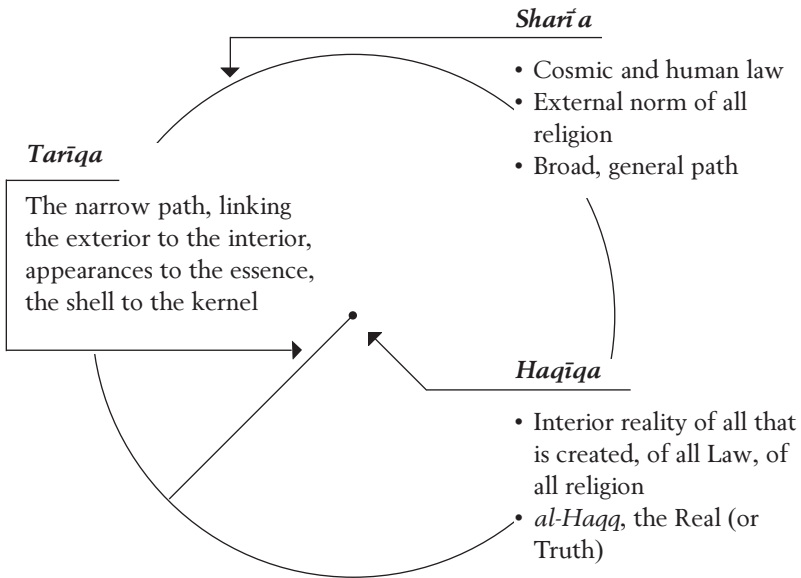 Sharī‘a
• Cosmic and human law
• External norm of all
religion
• Broad, general path
Tarīqa
The narrow path, linking
the exterior to the interior,
appearances to the essence,
the shell to the kernel
Haqīqa
• Interior reality of all that
is created, of all Law, of
all religion
• al-Haqq, the Real (or
Truth)